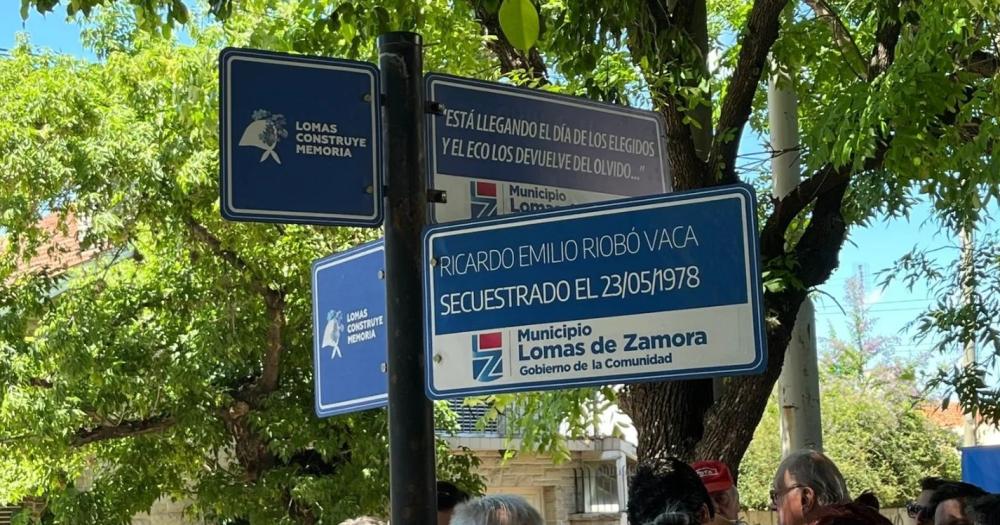 LOMAS
CONSTRUYE
MEMORIA
"ESTÁ LLEGANDO EL DÍA DE LOS ELEGIDOS
Y EL ECO LOS DEVUELVE DEL OLVIDO..."
Municipio
RICARDO EMILIO RIOBÓ VACA
SECUESTRADO EL 23/05/1978
Municipio
Lomas de Zamora
Gobierno de la Comunidad
LOMAS
CONSTRUYE
MEMORIA